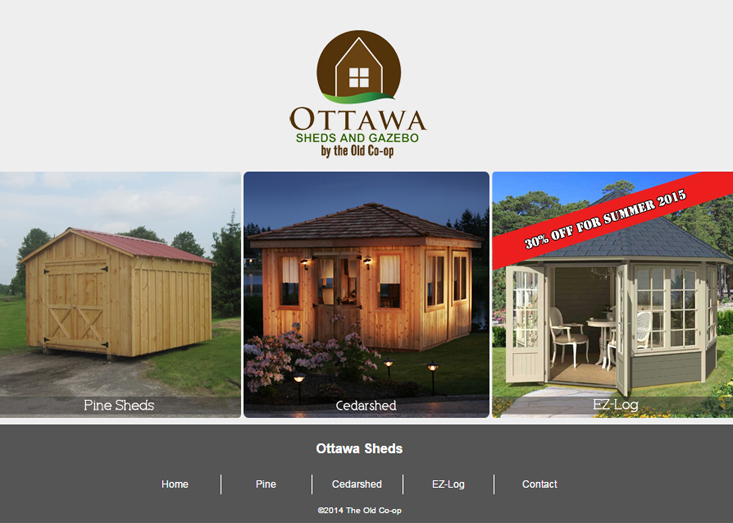 OTTAWA
SHEDS AND GAZEBO
by the Old Co-op
30% OFF FOR SUMMER 2015
Pine Sheds
Cedarshed
EZ-Log
Ottawa Sheds
Home
Pine
Cedarshed
EZ-Log
Contact
©2014 The Old Co-op